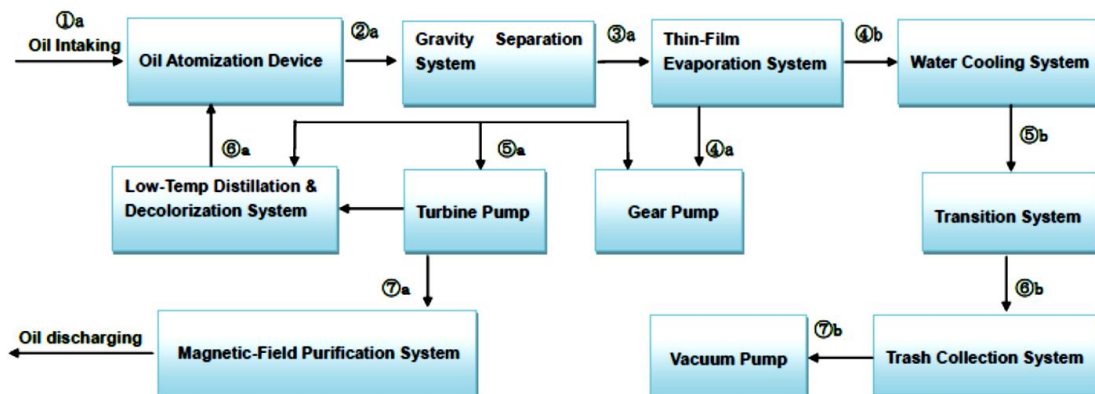 ①a
Oil Intaking
Oil Atomization Device
②a
Gravity Separation
System
③a
Thin-Film
Evaporation System
④b
Water Cooling System
⑥a
⑤a
④a
⑤b
Low-Temp Distillation &
Decolorization System
Turbine Pump
Gear Pump
Transition System
⑦a
⑥b
Oil discharging
Magnetic-Field Purification System
Vacuum Pump
⑦b
Trash Collection System